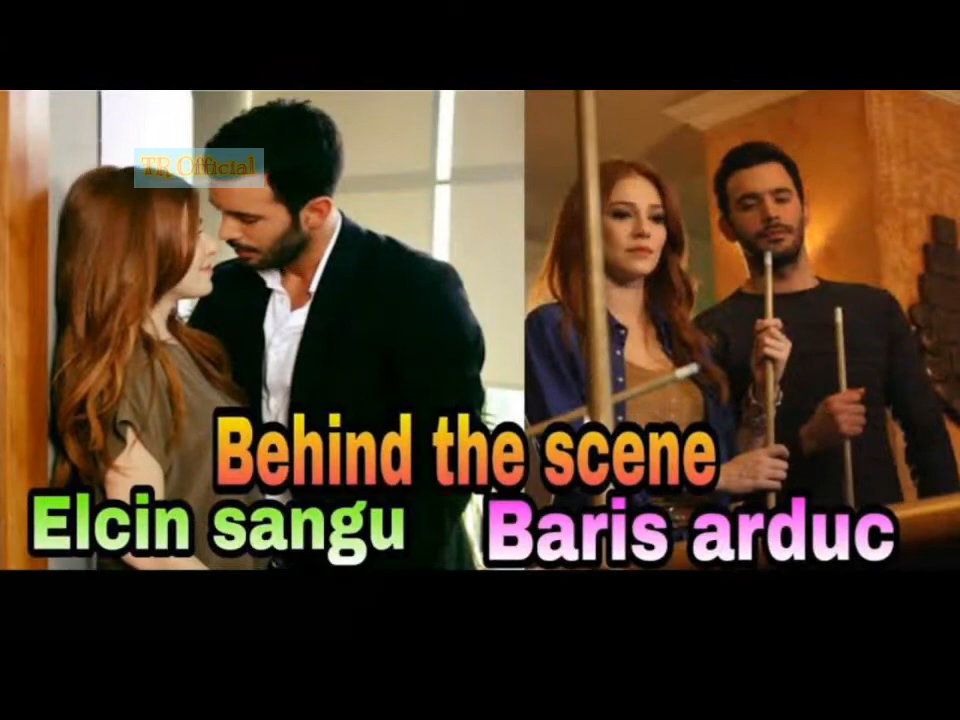 TR Official
Behind the scene
Elcin sangu
Baris arduc